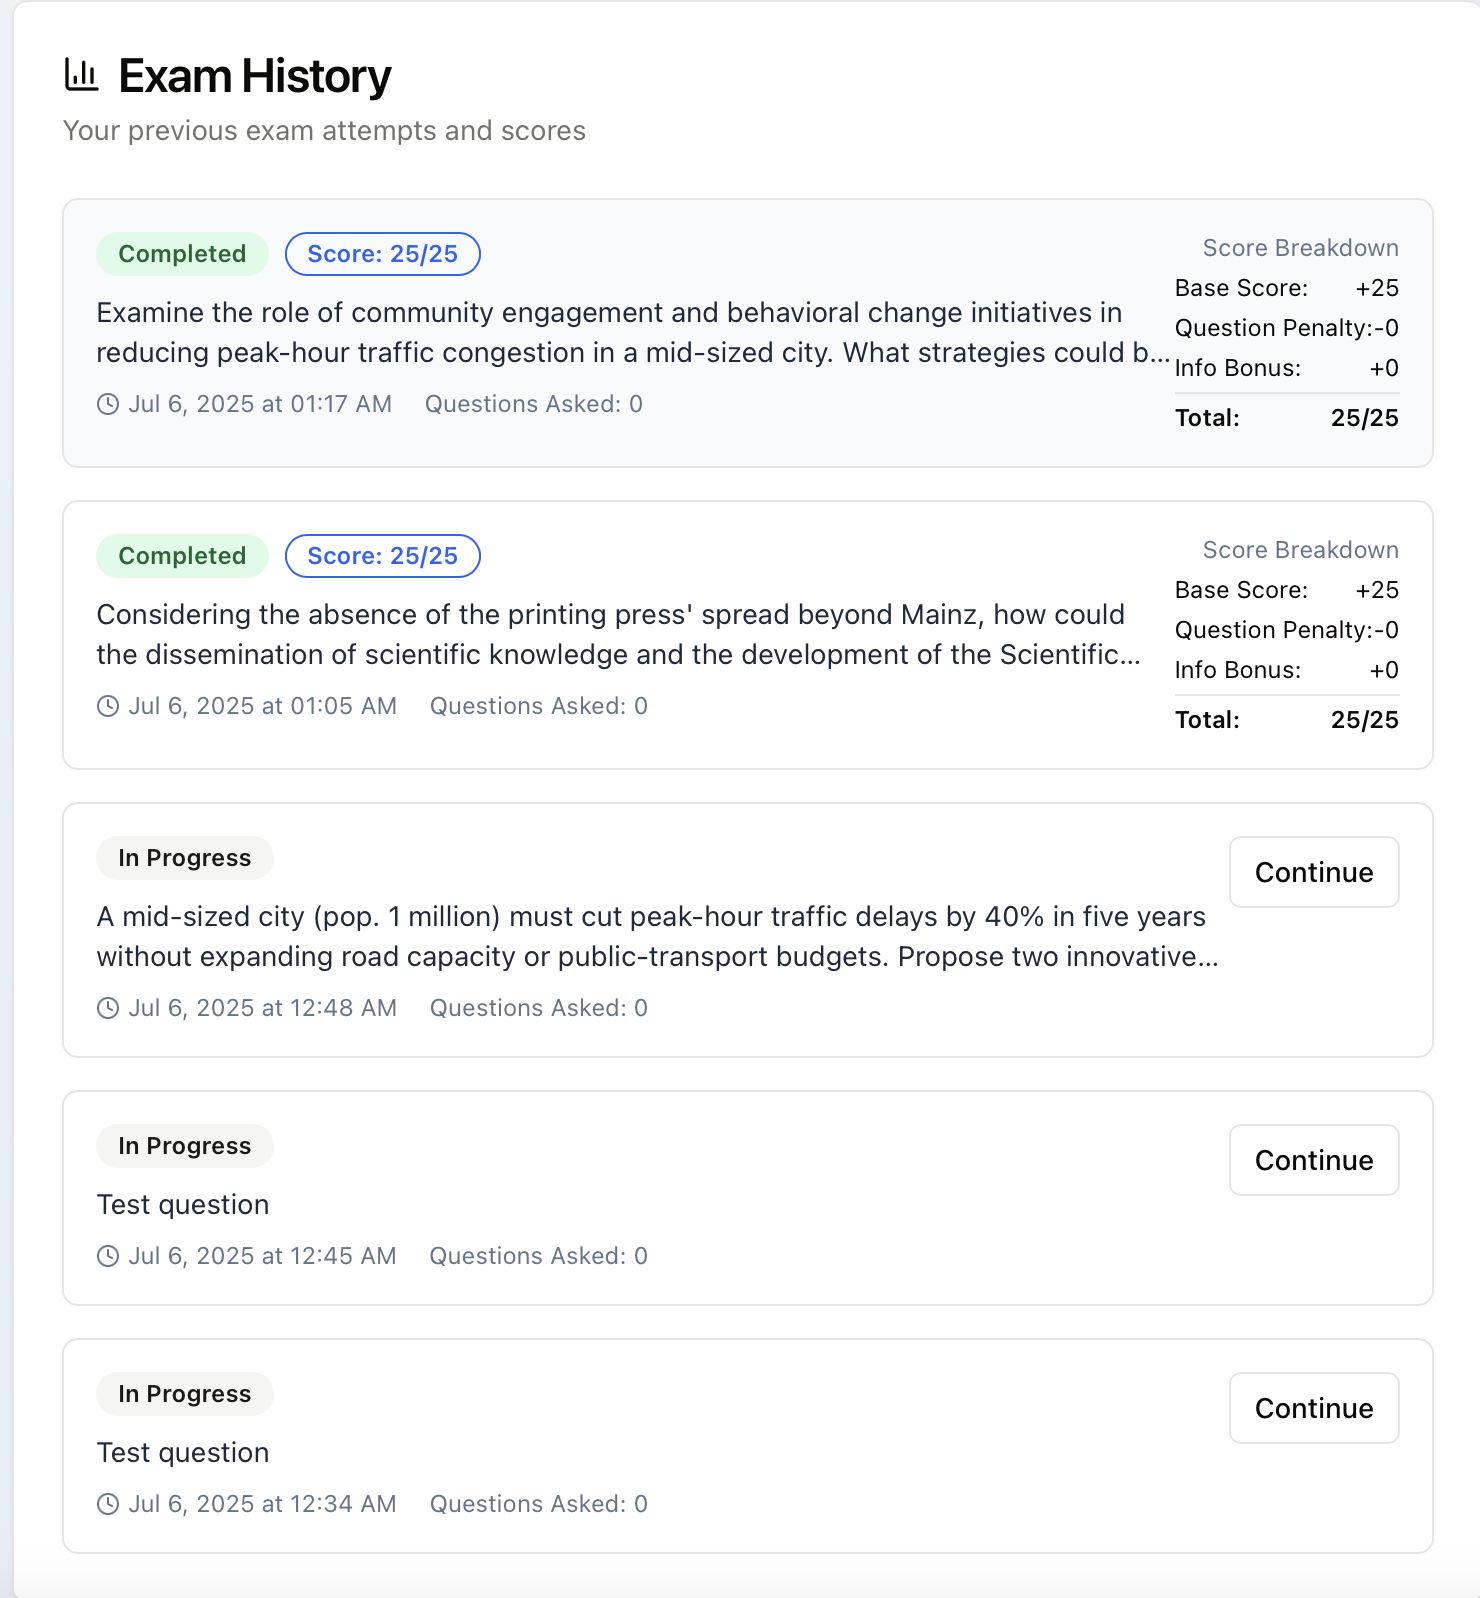 Exam History
Your previous exam attempts and scores
Completed
Score: 25/25
Examine the role of community engagement and behavioral change initiatives in
reducing peak-hour traffic congestion in a mid-sized city. What strategies could b...
Jul 6, 2025 at 01:17 AM Questions Asked: 0
Score Breakdown
Base Score: +25
Question Penalty:-0
Info Bonus: +0
Total: 25/25
Completed
Score: 25/25
Considering the absence of the printing press' spread beyond Mainz, how could
the dissemination of scientific knowledge and the development of the Scientific...
Jul 6, 2025 at 01:05 AM Questions Asked: 0
Score Breakdown
Base Score: +25
Question Penalty:-0
Info Bonus: +0
Total: 25/25
In Progress
A mid-sized city (pop. 1 million) must cut peak-hour traffic delays by 40% in five years
without expanding road capacity or public-transport budgets. Propose two innovative...
Jul 6, 2025 at 12:48 AM Questions Asked: 0
Continue
In Progress
Test question
Jul 6, 2025 at 12:45 AM Questions Asked: 0
Continue
In Progress
Test question
Jul 6, 2025 at 12:34 AM Questions Asked: 0
Continue